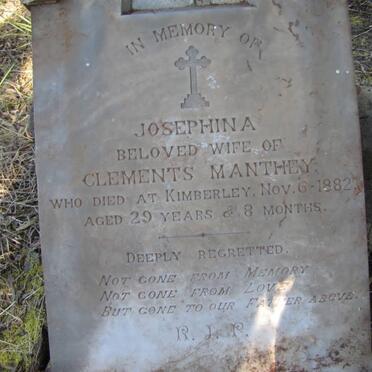 IN MEMORY OF
JOSEPHINA
BELOVED WIFE OF
CLEMENTS MANTHEY.
WHO DIED AT KIMBERLEY, NOV. 6-1882
AGED 29 YEARS & 8 MONTHS.
DEEPLY REGRETTED.
NOT GONE FROM MEMORY
NOT GONE FROM LOVE
BUT GONE TO OUR FATHER ABOVE.
R. I. P.